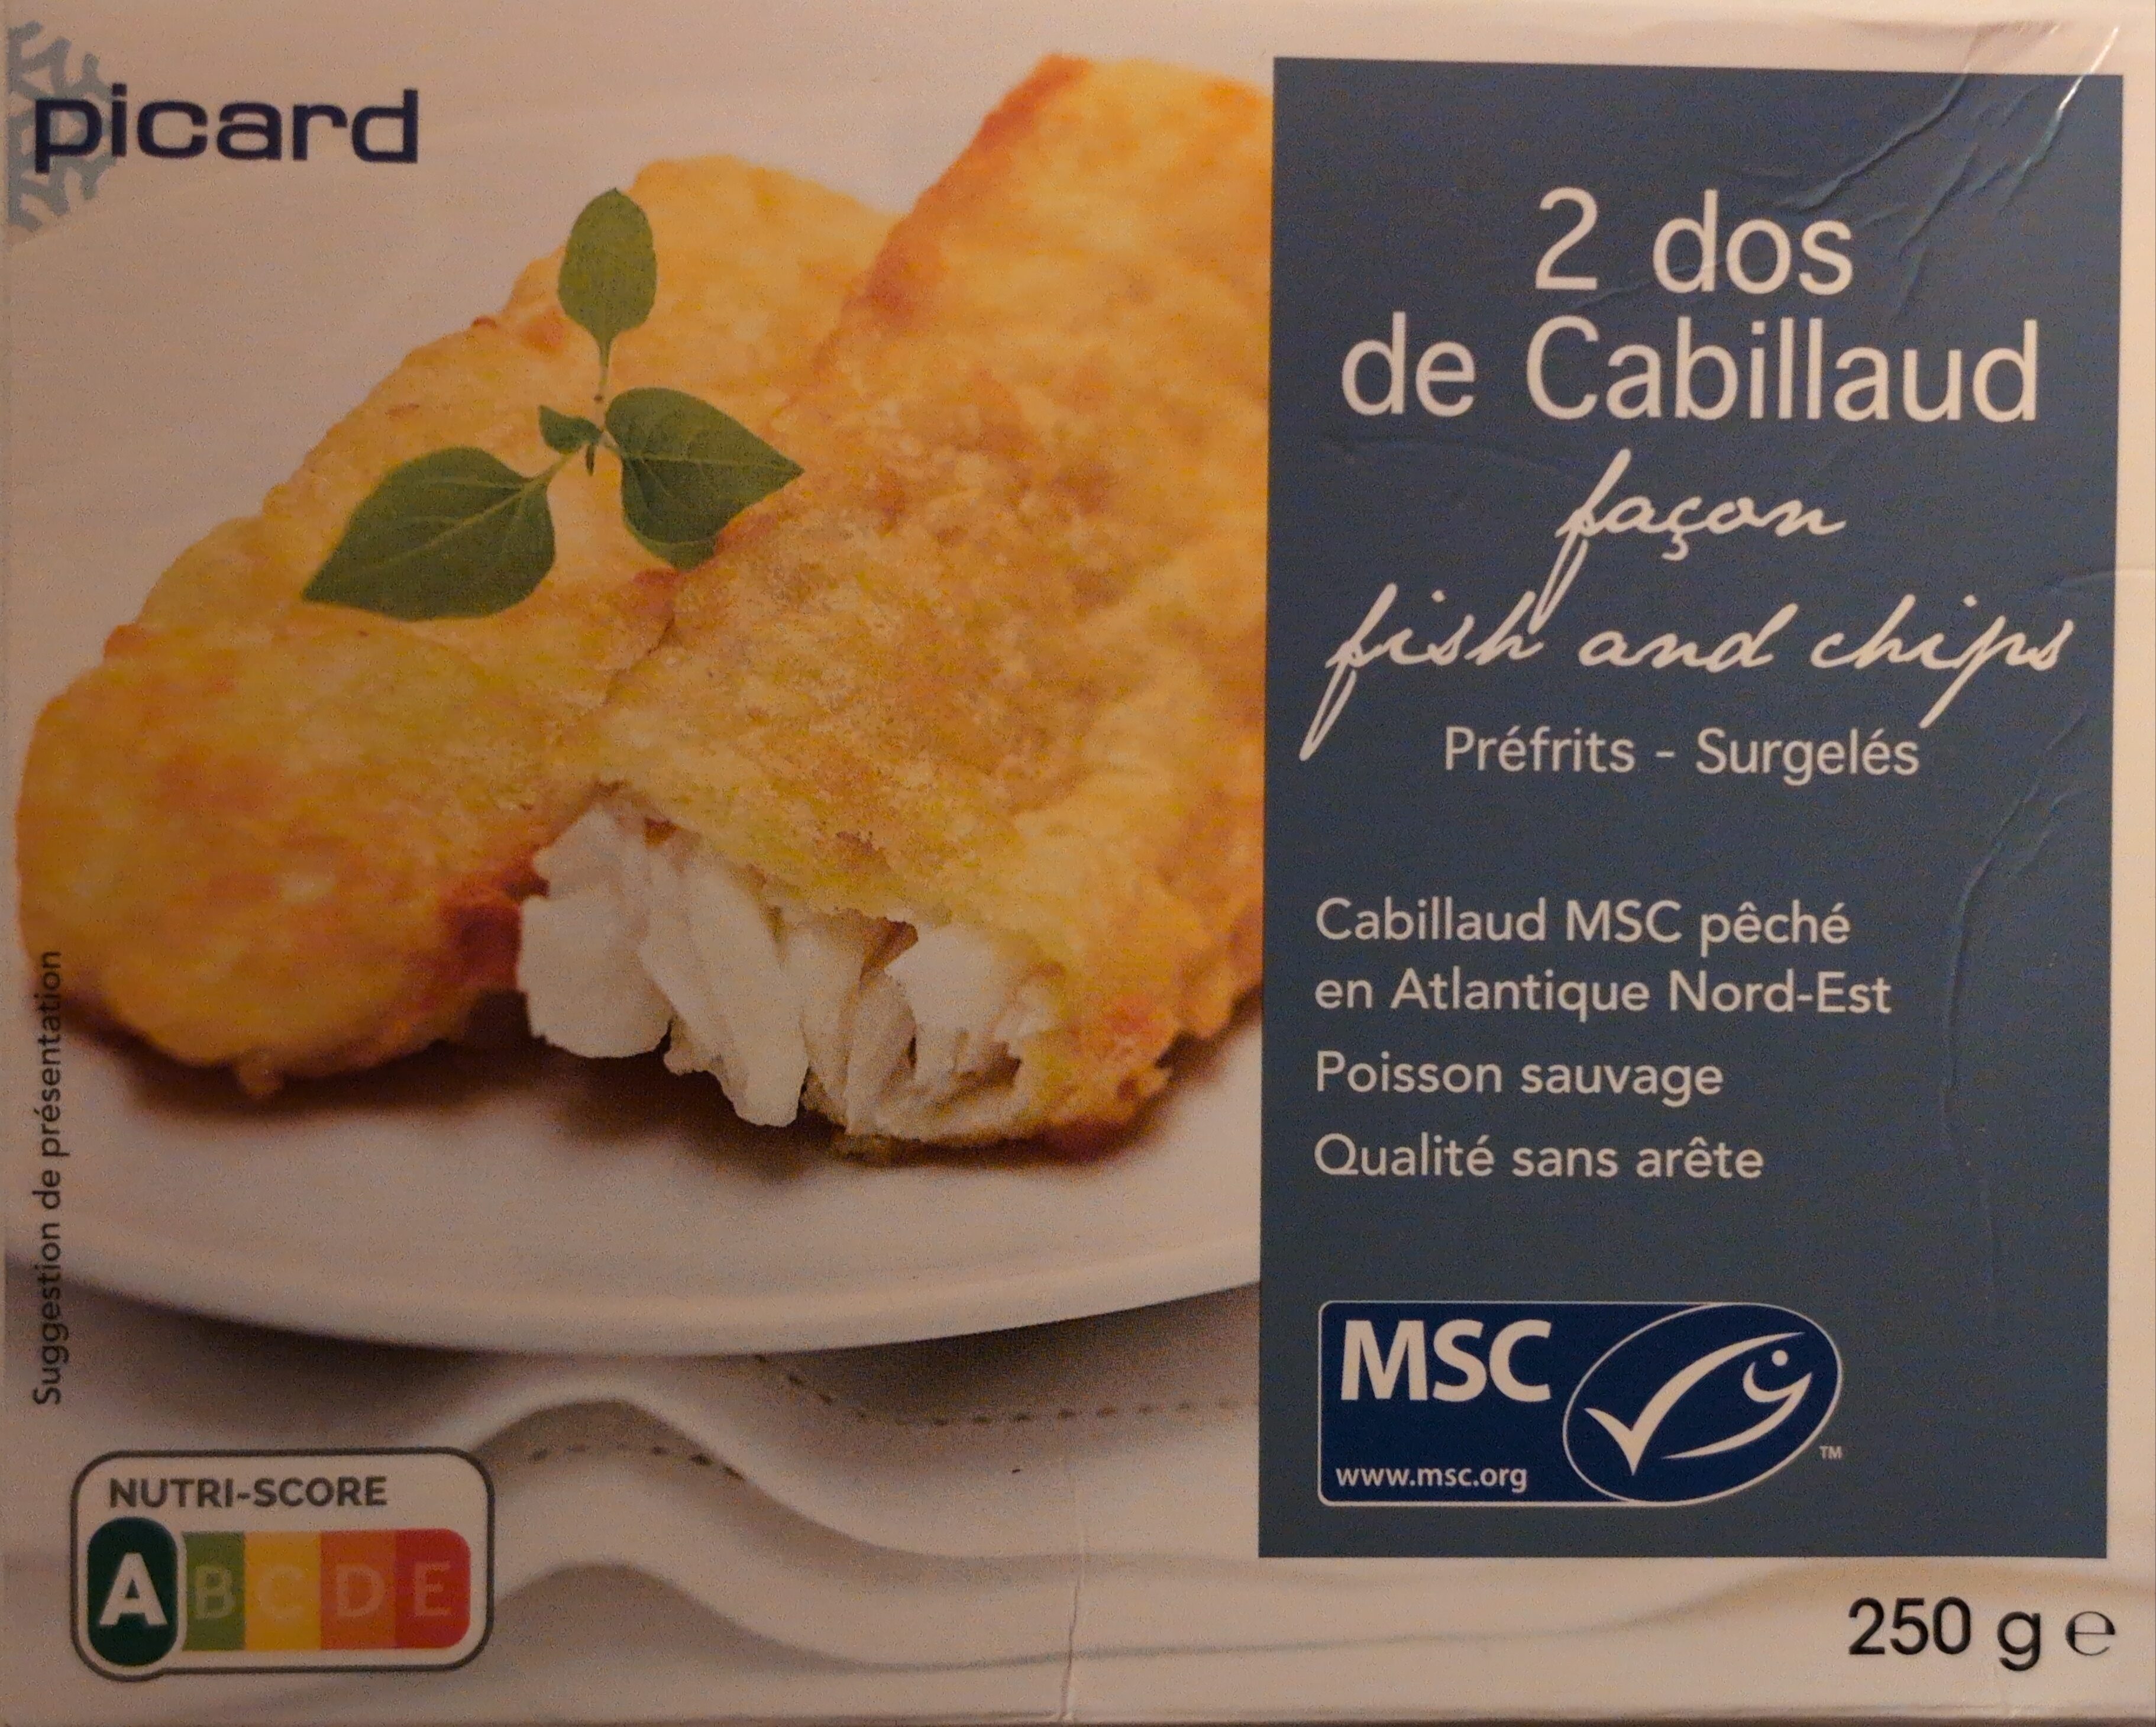 picard
2 dos
de Cabillaud
façon
fish and chips
Préfrits - Surgelés
Cabillaud MSC pêché
en Atlantique Nord-Est
Poisson sauvage
Qualité sans arête
MSC
www.msc.org
TM
Suggestion de présentation
NUTRI-SCORE
A B C D E
250 g e